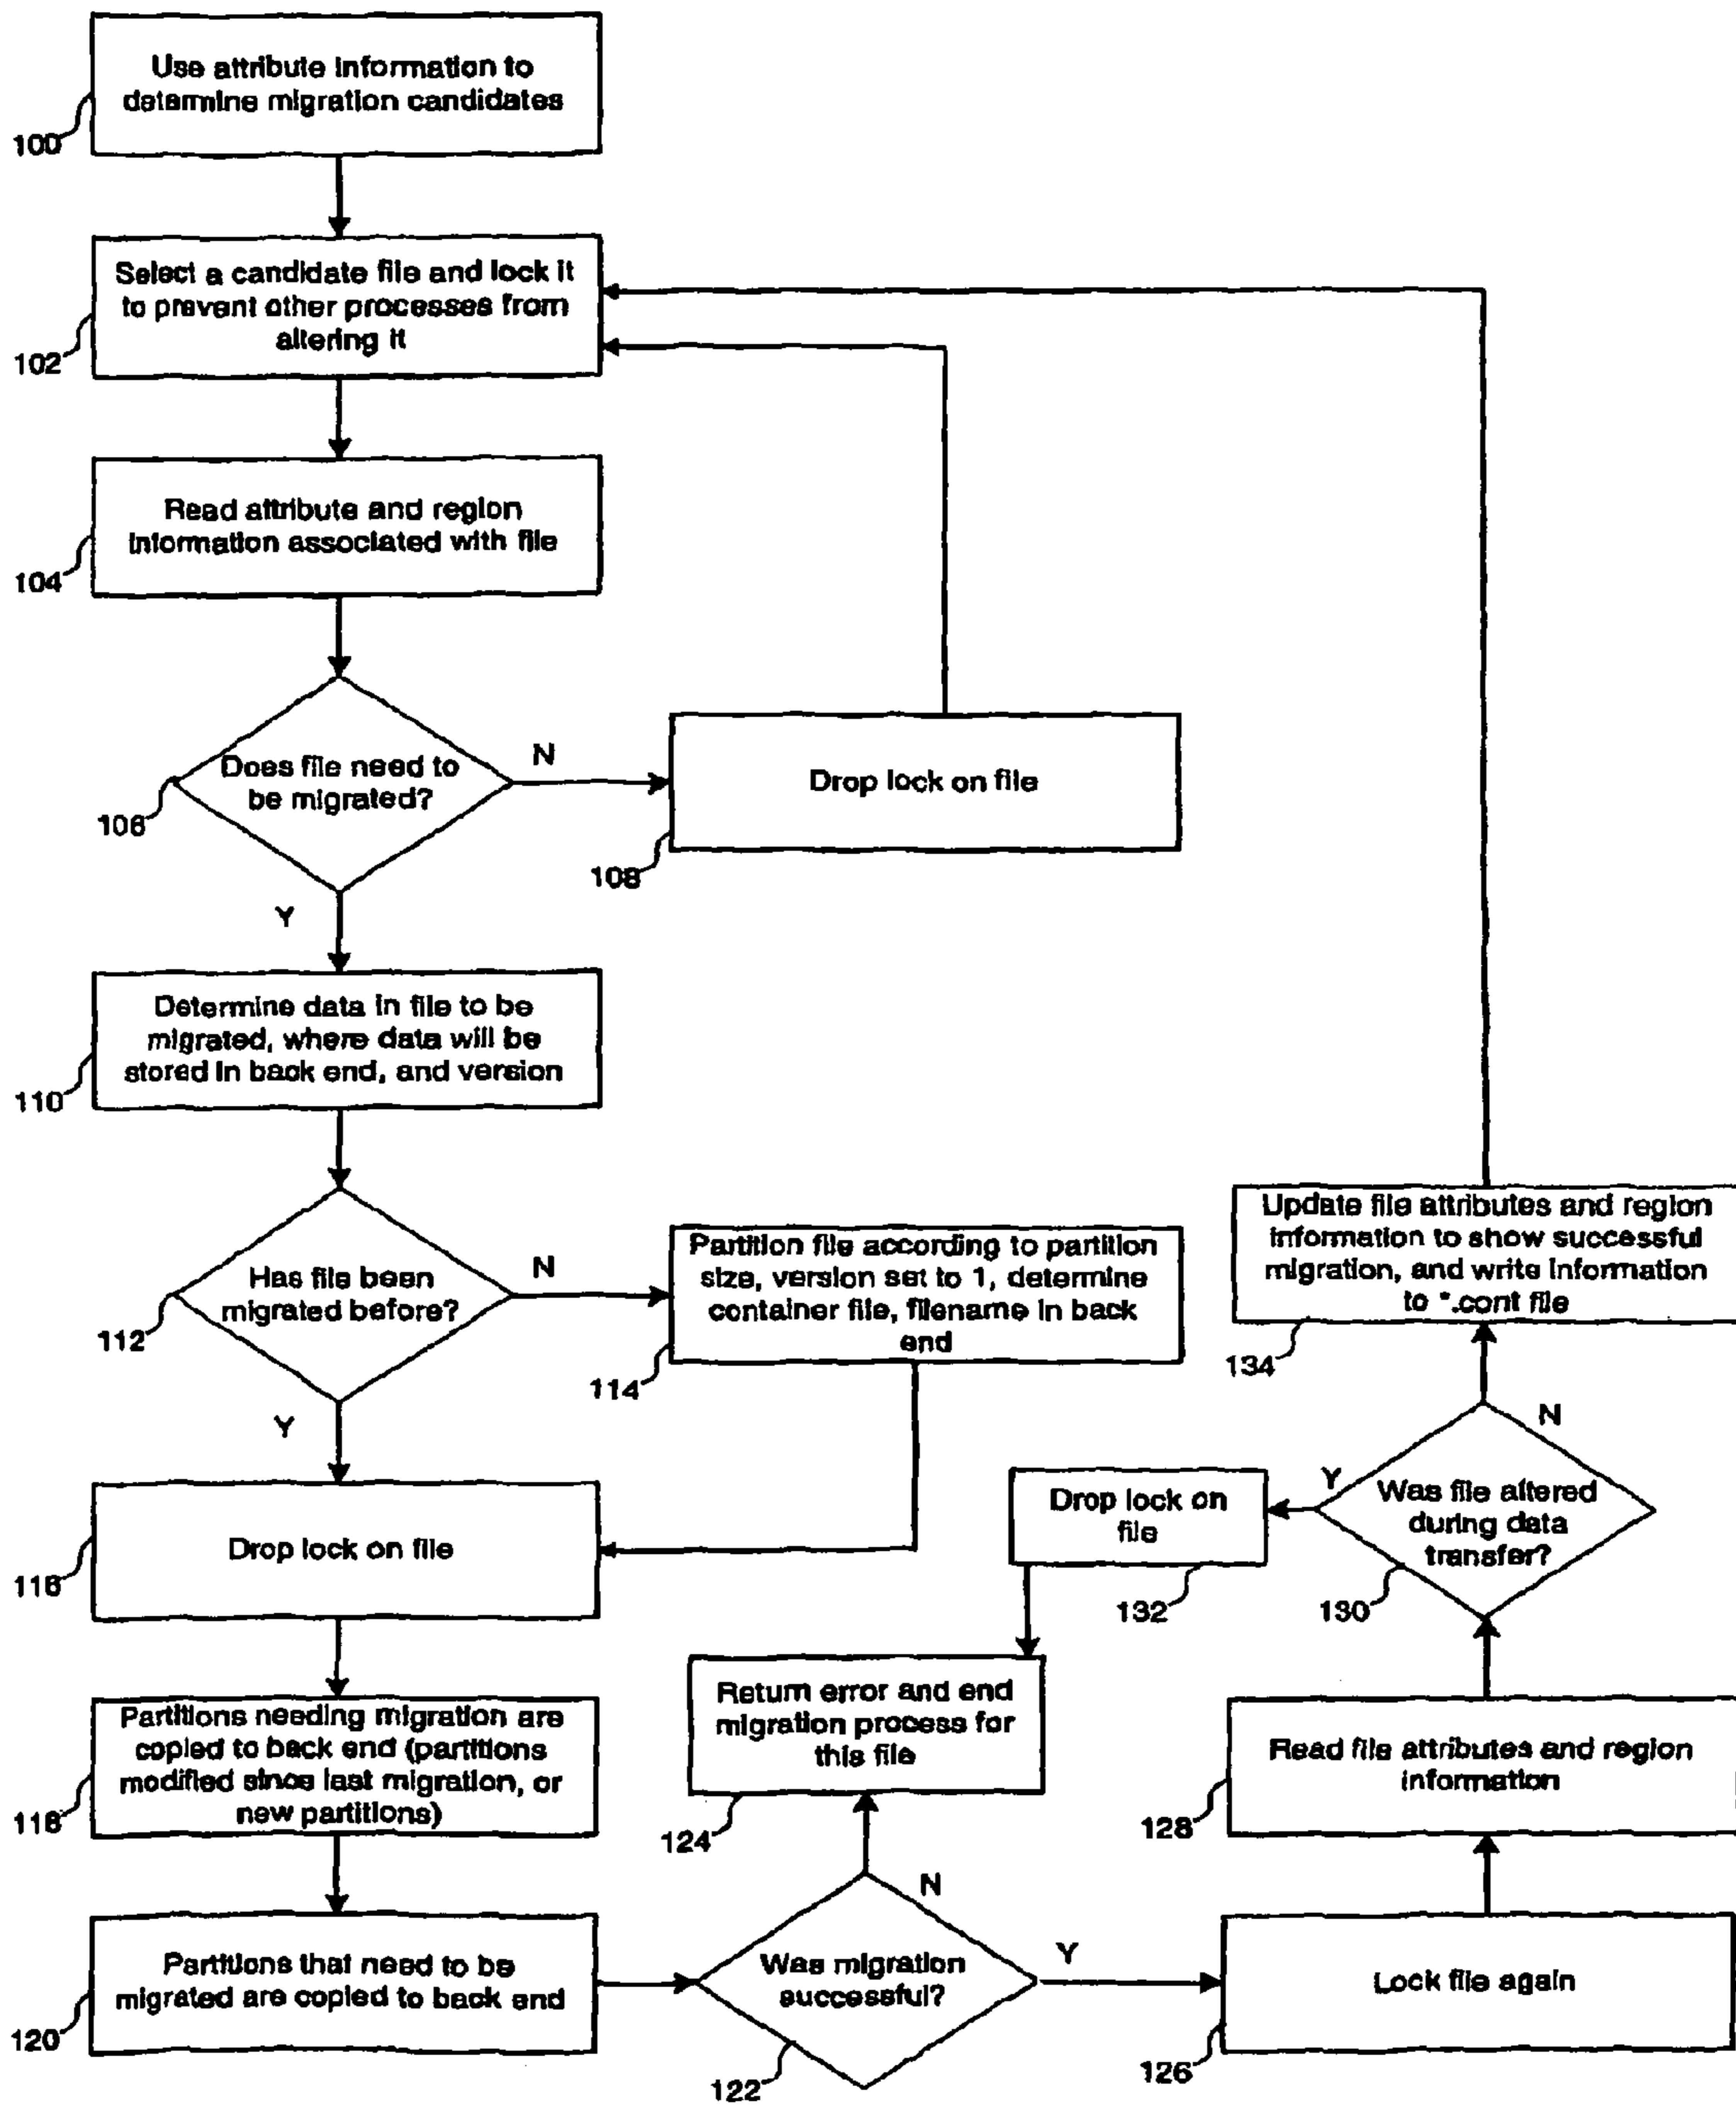 Use attribute information to
determine migration candidates
100
Select a candidate file and lock it
to prevent other processes from
altering it
102
Read attribute and region
information associated with file
104
Does file need to
be migrated?
106
N
Drop lock on file
108
Y
Determine data in file to be
migrated, where data will be
stored in back end, and version
110
Has file been
migrated before?
112
N
Partition file according to partition
size, version set to 1, determine
container file, filename in back
end
114
Y
Drop lock on file
116
Partitions needing migration are
copied to back end (partitions
modified since last migration, or
new partitions)
118
Partitions that need to be
migrated are copied to back end
120
Was migration
successful?
122
N
Return error and end
migration process for
this file
124
Y
Lock file again
126
Read file attributes and region
information
128
Was file altered
during data
transfer?
130
Y
Drop lock on
file
132
N
Update file attributes and region
information to show successful
migration, and write information
to *.cont file
134